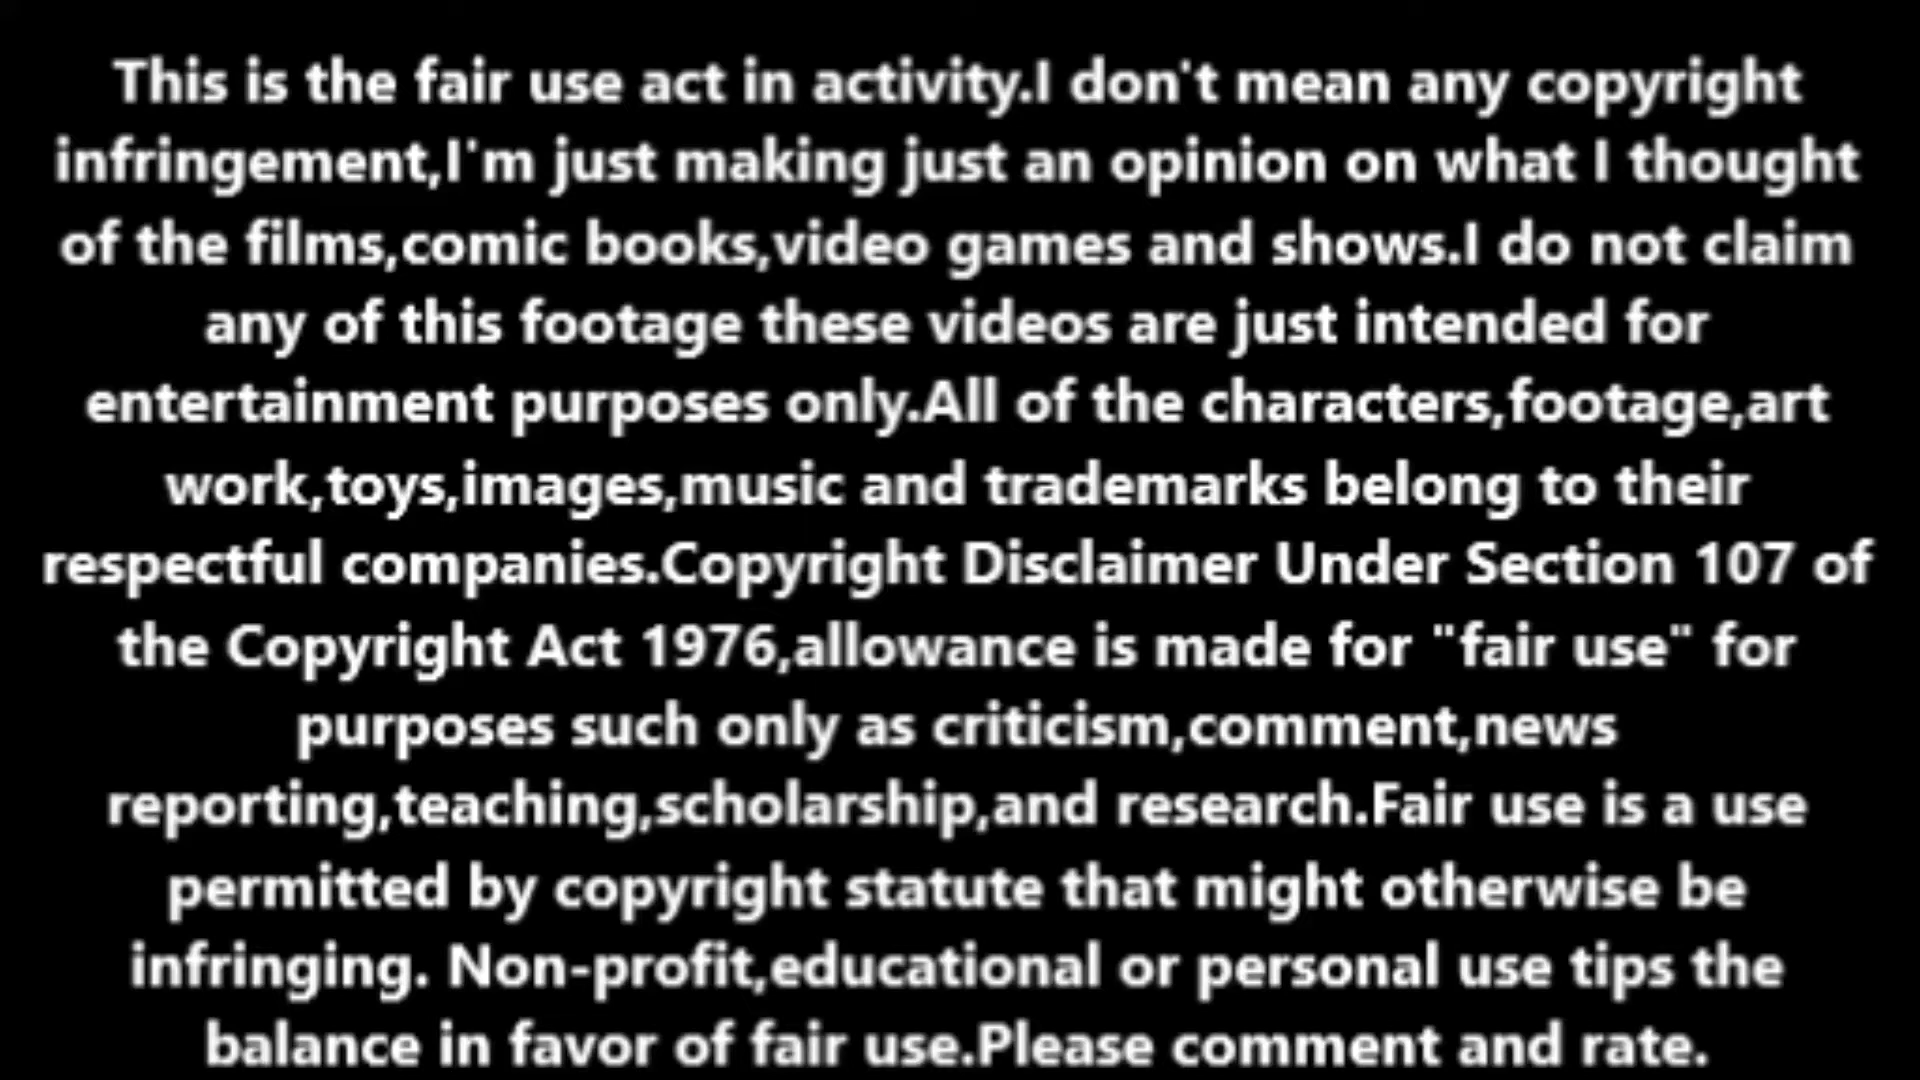 This is the fair use act in activity.I don't mean any copyright
infringement,I'm just making just an opinion on what I thought
of the films,comic books,video games and shows.I do not claim
any of this footage these videos are just intended for
entertainment purposes only.All of the characters,footage,art
work,toys,images,music and trademarks belong to their
respectful companies.Copyright Disclaimer Under Section 107 of
the Copyright Act 1976,allowance is made for "fair use" for
purposes such only as criticism,comment,news
reporting,teaching,scholarship,and research.Fair use is a use
permitted by copyright statute that might otherwise be
infringing. Non-profit,educational or personal use tips the
balance in favor of fair use.Please comment and rate.